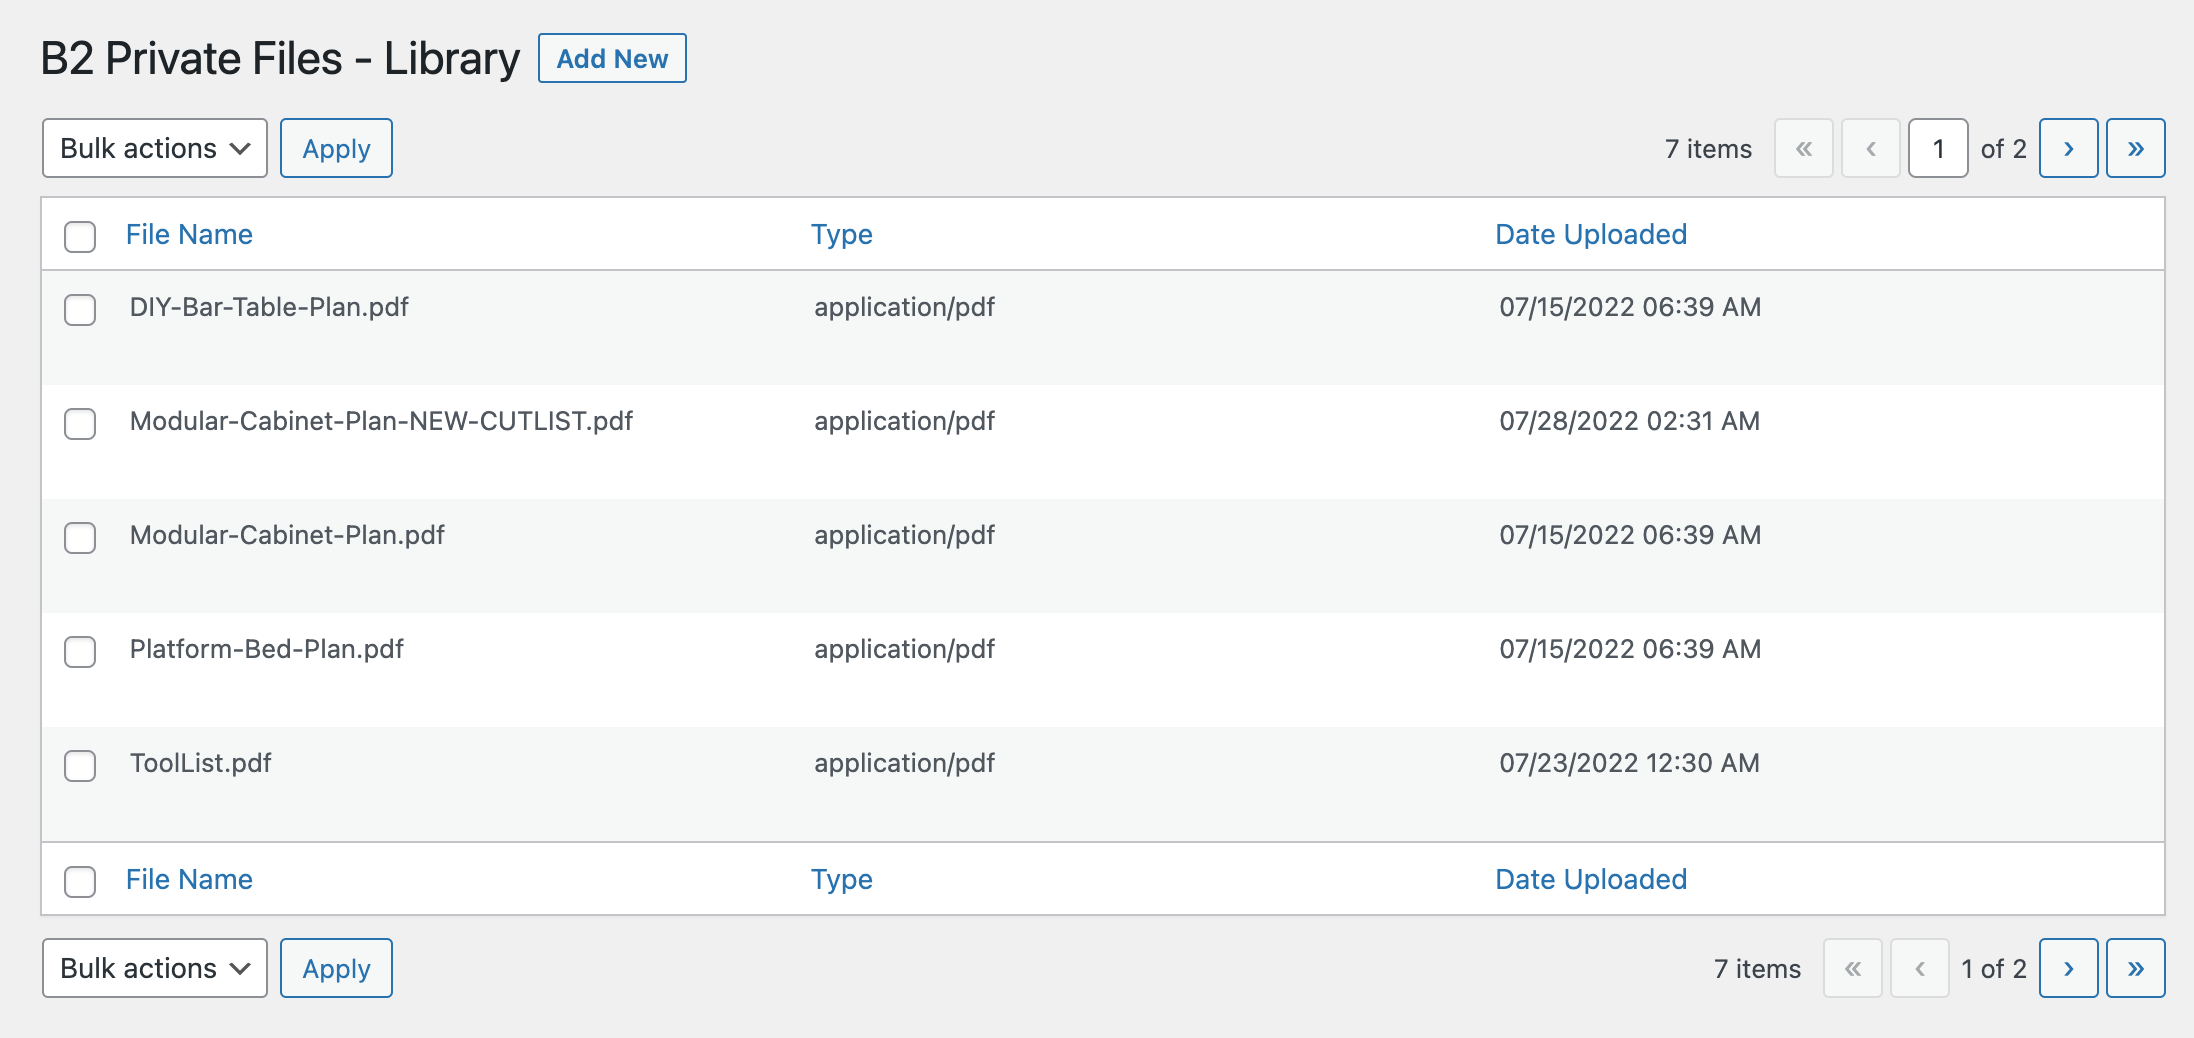 B2 Private Files - Library Add New
Bulk actions Apply 7 items « ‹ 1 of 2 › »
File Name Type Date Uploaded
DIY-Bar-Table-Plan.pdf application/pdf 07/15/2022 06:39 AM
Modular-Cabinet-Plan-NEW-CUTLIST.pdf application/pdf 07/28/2022 02:31 AM
Modular-Cabinet-Plan.pdf application/pdf 07/15/2022 06:39 AM
Platform-Bed-Plan.pdf application/pdf 07/15/2022 06:39 AM
ToolList.pdf application/pdf 07/23/2022 12:30 AM
File Name Type Date Uploaded
Bulk actions Apply 7 items « ‹ 1 of 2 › »